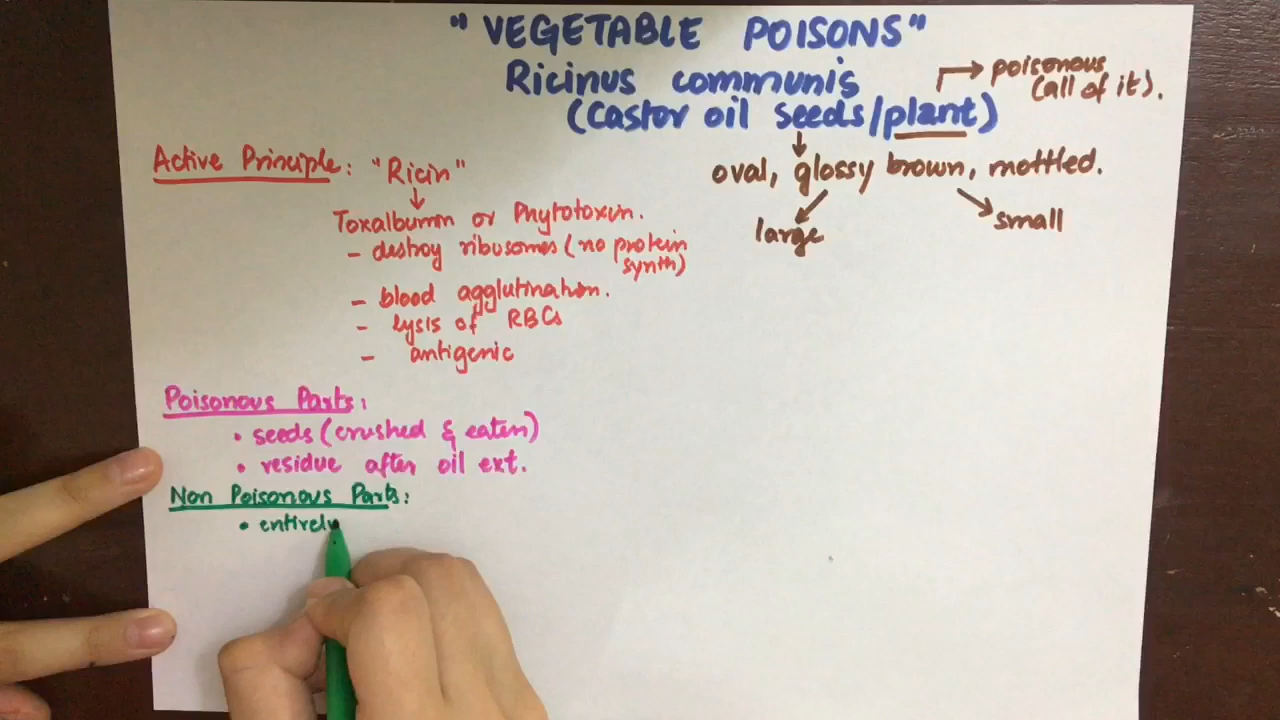 "VEGETABLE POISONS"
Ricinus communis
(Castor oil seeds/plant)
poisonous
(all of it).
oval, glossy brown, mottled.
large
small
Active Principle: "Ricin"
Toxalbumin or Phytotoxin.
- destroy ribosomes (no protein
synth)
- blood agglutination.
- lysis of RBCs
- antigenic
Poisonous Parts:
• seeds (crushed & eaten)
• residue after oil ext.
Non Poisonous Parts:
• entirely